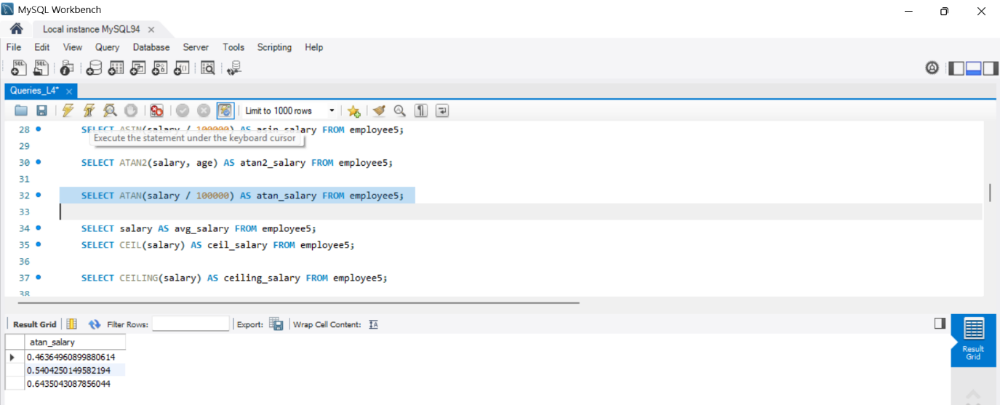 MySQL Workbench
Local instance MySQL94
File Edit View Query Database Server Tools Scripting Help
Queries_L4*
Limit to 1000 rows
28 SELECT ASIN(salary / 100000) AS asin_salary FROM employee5;
Execute the statement under the keyboard cursor
29
30 SELECT ATAN2(salary, age) AS atan2_salary FROM employee5;
31
32 SELECT ATAN(salary / 100000) AS atan_salary FROM employee5;
33
34 SELECT salary AS avg_salary FROM employee5;
35 SELECT CEIL(salary) AS ceil_salary FROM employee5;
36
37 SELECT CEILING(salary) AS ceiling_salary FROM employee5;
38
Result Grid Filter Rows: Export: Wrap Cell Content:
atan_salary
0.46364960899880614
0.5404250149582194
0.6435043087856044
Result
Grid